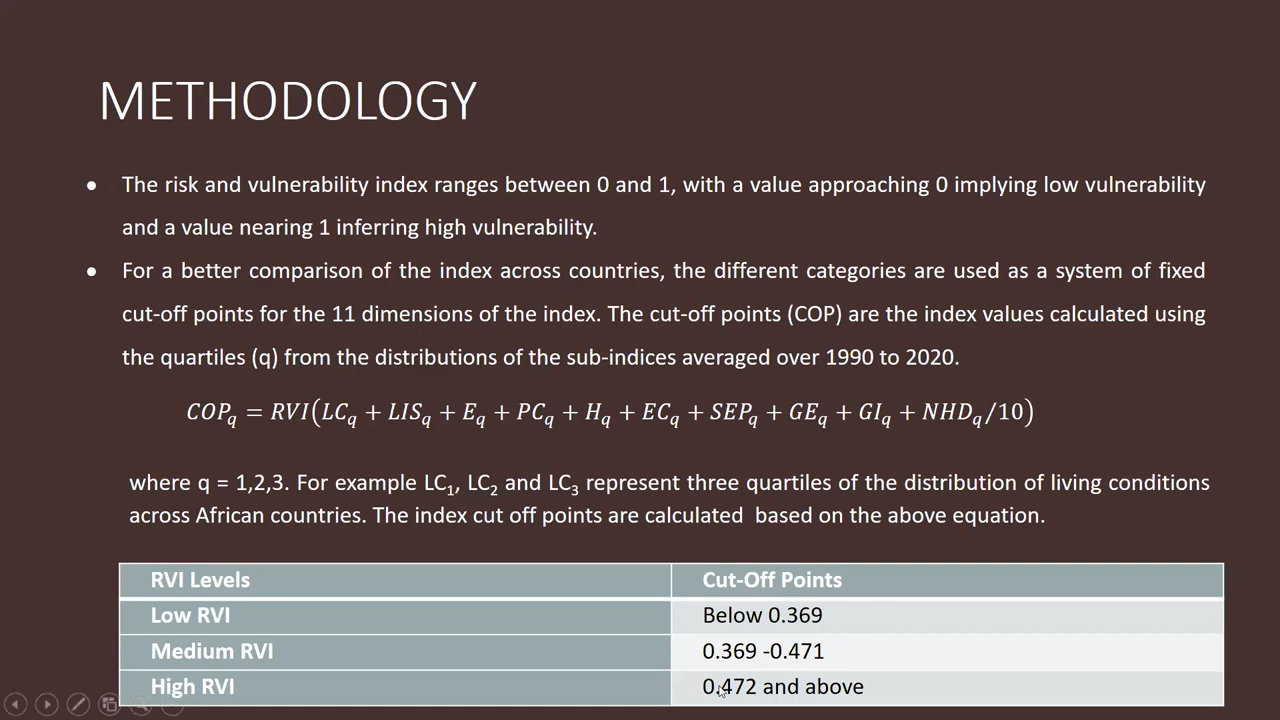 METHODOLOGY
• The risk and vulnerability index ranges between 0 and 1, with a value approaching 0 implying low vulnerability
and a value nearing 1 inferring high vulnerability.
• For a better comparison of the index across countries, the different categories are used as a system of fixed
cut-off points for the 11 dimensions of the index. The cut-off points (COP) are the index values calculated using
the quartiles (q) from the distributions of the sub-indices averaged over 1990 to 2020.
COP_q = RVI(LC_q + LIS_q + E_q + PC_q + H_q + EC_q + SEP_q + GE_q + GI_q + NHD_q/10)
where q = 1,2,3. For example LC₁, LC₂ and LC₃ represent three quartiles of the distribution of living conditions
across African countries. The index cut off points are calculated based on the above equation.
RVI Levels Cut-Off Points
Low RVI Below 0.369
Medium RVI 0.369 -0.471
High RVI 0.472 and above